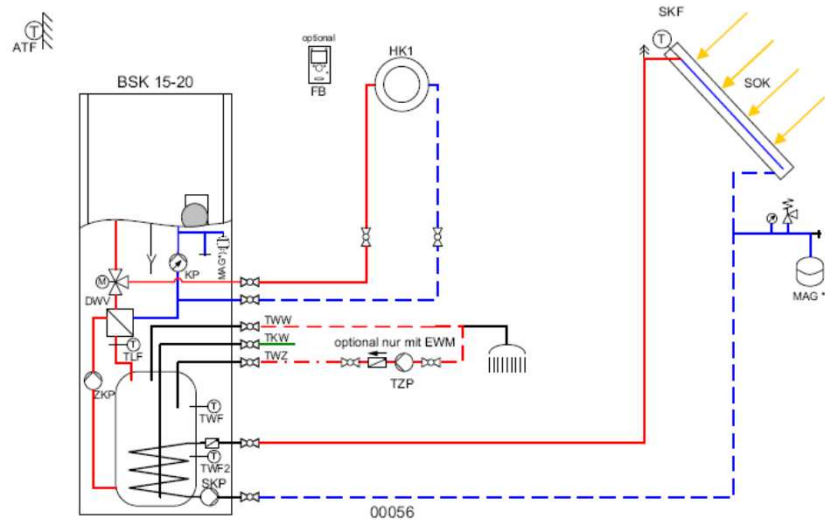 SKF
T
ATF
T
optional
HK1
FB
SOK
BSK 15-20
MAG*)
KP
M
DWV
MAG *
TWW
TKW
TWZ
optional nur mit EWM
TZP
T
TLF
ZKP
T
TWF
T
TWF2
SKP
00056